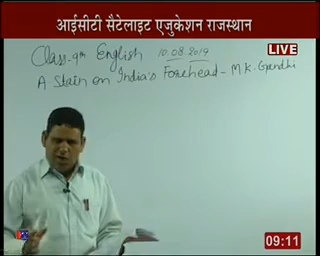 आईसीटी सैटेलाइट एजुकेशन राजस्थान
LIVE
Class-9th English 10.08.2019
A Stain on India's Forehead - M.K. Gandhi
09:11